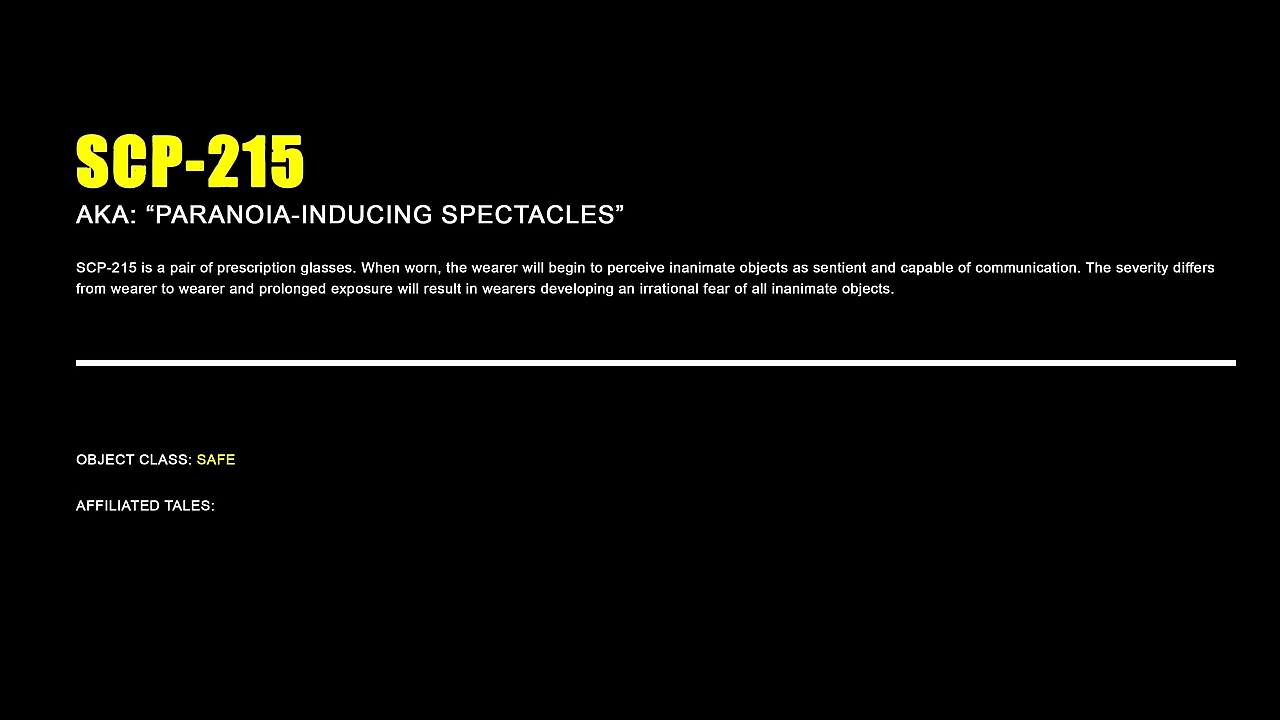 SCP-215
AKA: “PARANOIA-INDUCING SPECTACLES”
SCP-215 is a pair of prescription glasses. When worn, the wearer will begin to perceive inanimate objects as sentient and capable of communication. The severity differs
from wearer to wearer and prolonged exposure will result in wearers developing an irrational fear of all inanimate objects.
OBJECT CLASS: SAFE
AFFILIATED TALES: